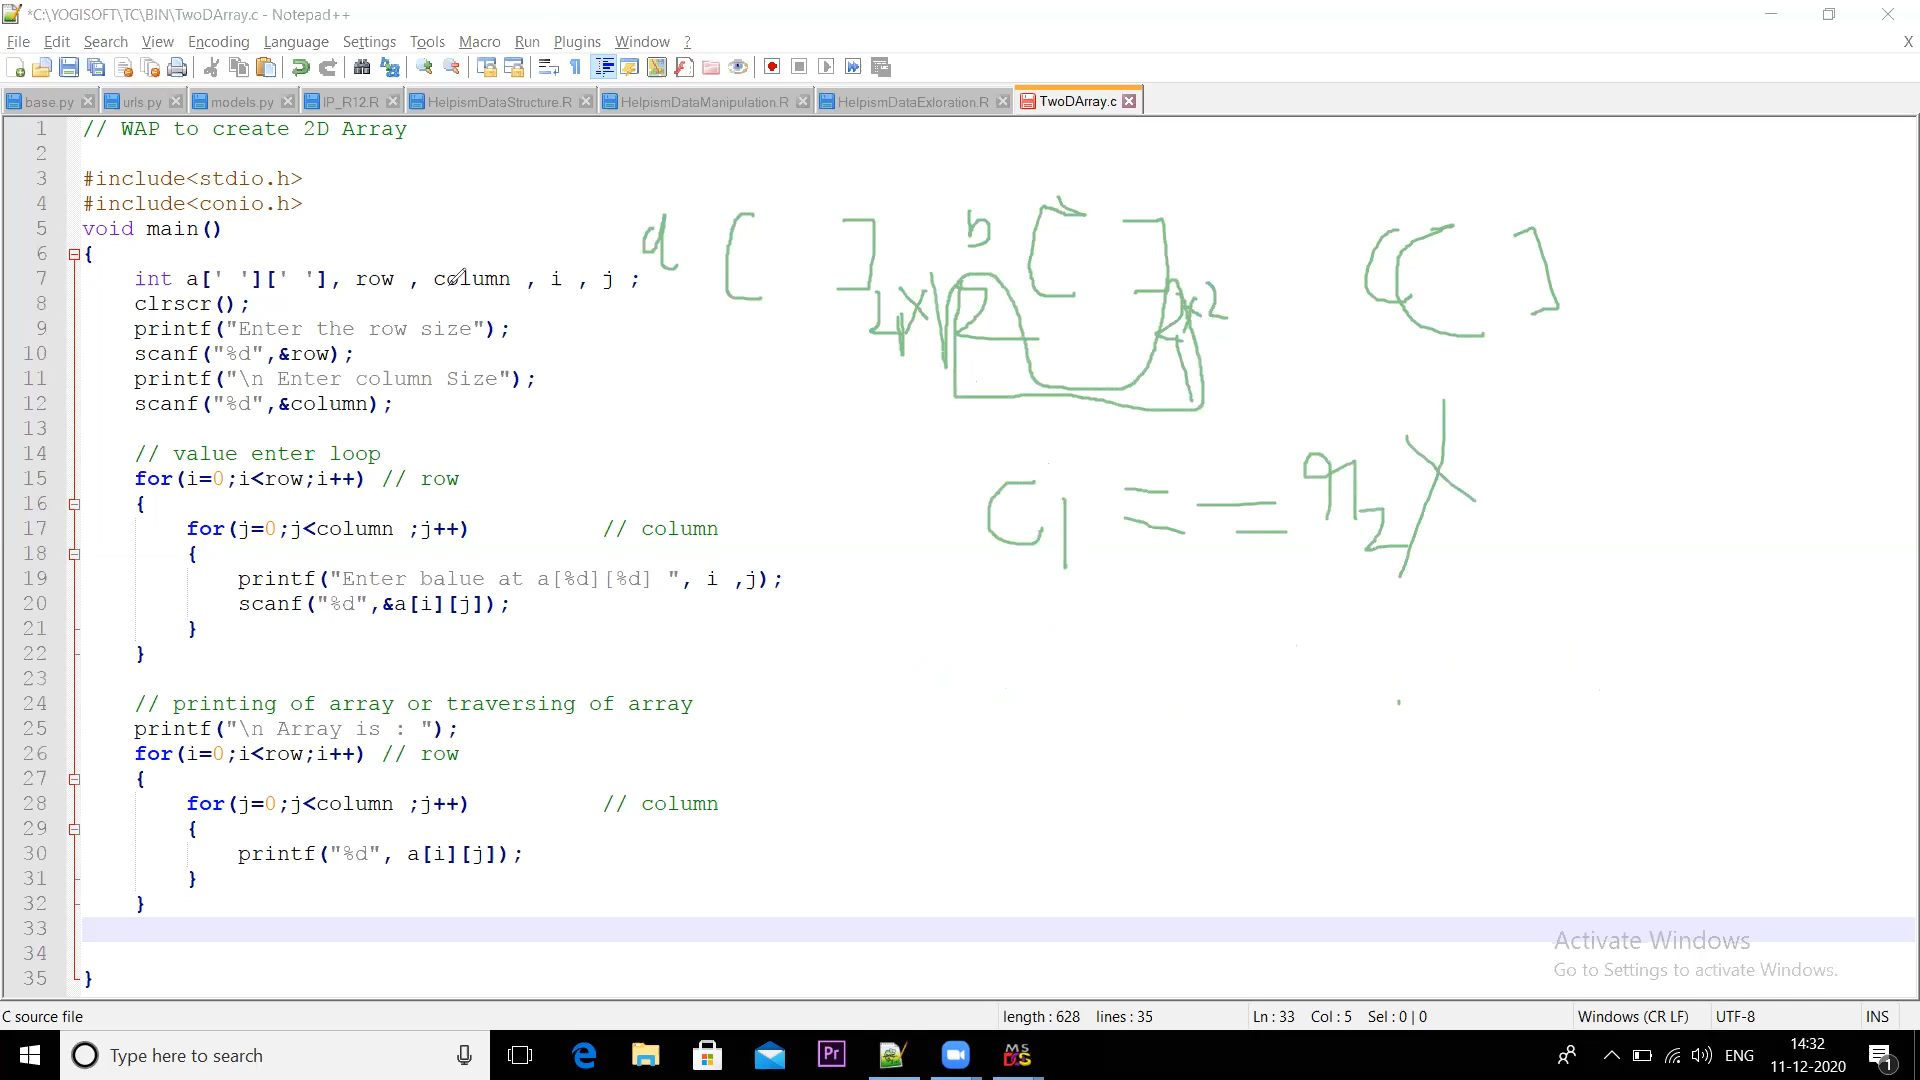 *C:\YOGISOFT\TC\BIN\TwoDArray.c - Notepad++
File Edit Search View Encoding Language Settings Tools Macro Run Plugins Window ? X
base.py urls.py models.py IP_R12.R HelpismDataStructure.R HelpismDataManipulation.R HelpismDataExloration.R TwoDArray.c
1 // WAP to create 2D Array
2
3 #include<stdio.h>
4 #include<conio.h>
5 void main()
6 {
7 int a[' '][' '], row , column , i , j ;
8 clrscr();
9 printf("Enter the row size");
10 scanf("%d",&row);
11 printf("\n Enter column Size");
12 scanf("%d",&column);
13
14 // value enter loop
15 for(i=0;i<row;i++) // row
16 {
17 for(j=0;j<column ;j++) // column
18 {
19 printf("Enter balue at a[%d][%d] ", i ,j);
20 scanf("%d",&a[i][j]);
21 }
22 }
23
24 // printing of array or traversing of array
25 printf("\n Array is : ");
26 for(i=0;i<row;i++) // row
27 {
28 for(j=0;j<column ;j++) // column
29 {
30 printf("%d", a[i][j]);
31 }
32 }
33
34
35 }
b
C1 ==
Activate Windows
Go to Settings to activate Windows.
C source file length : 628 lines : 35 Ln : 33 Col : 5 Sel : 0 | 0 Windows (CR LF) UTF-8 INS
Type here to search Pr MS ENG 14:32
11-12-2020 1